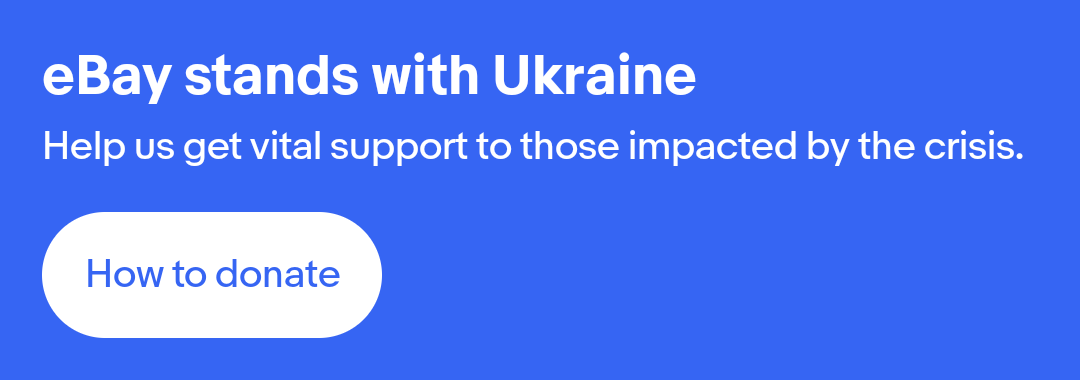 eBay stands with Ukraine
Help us get vital support to those impacted by the crisis.
How to donate